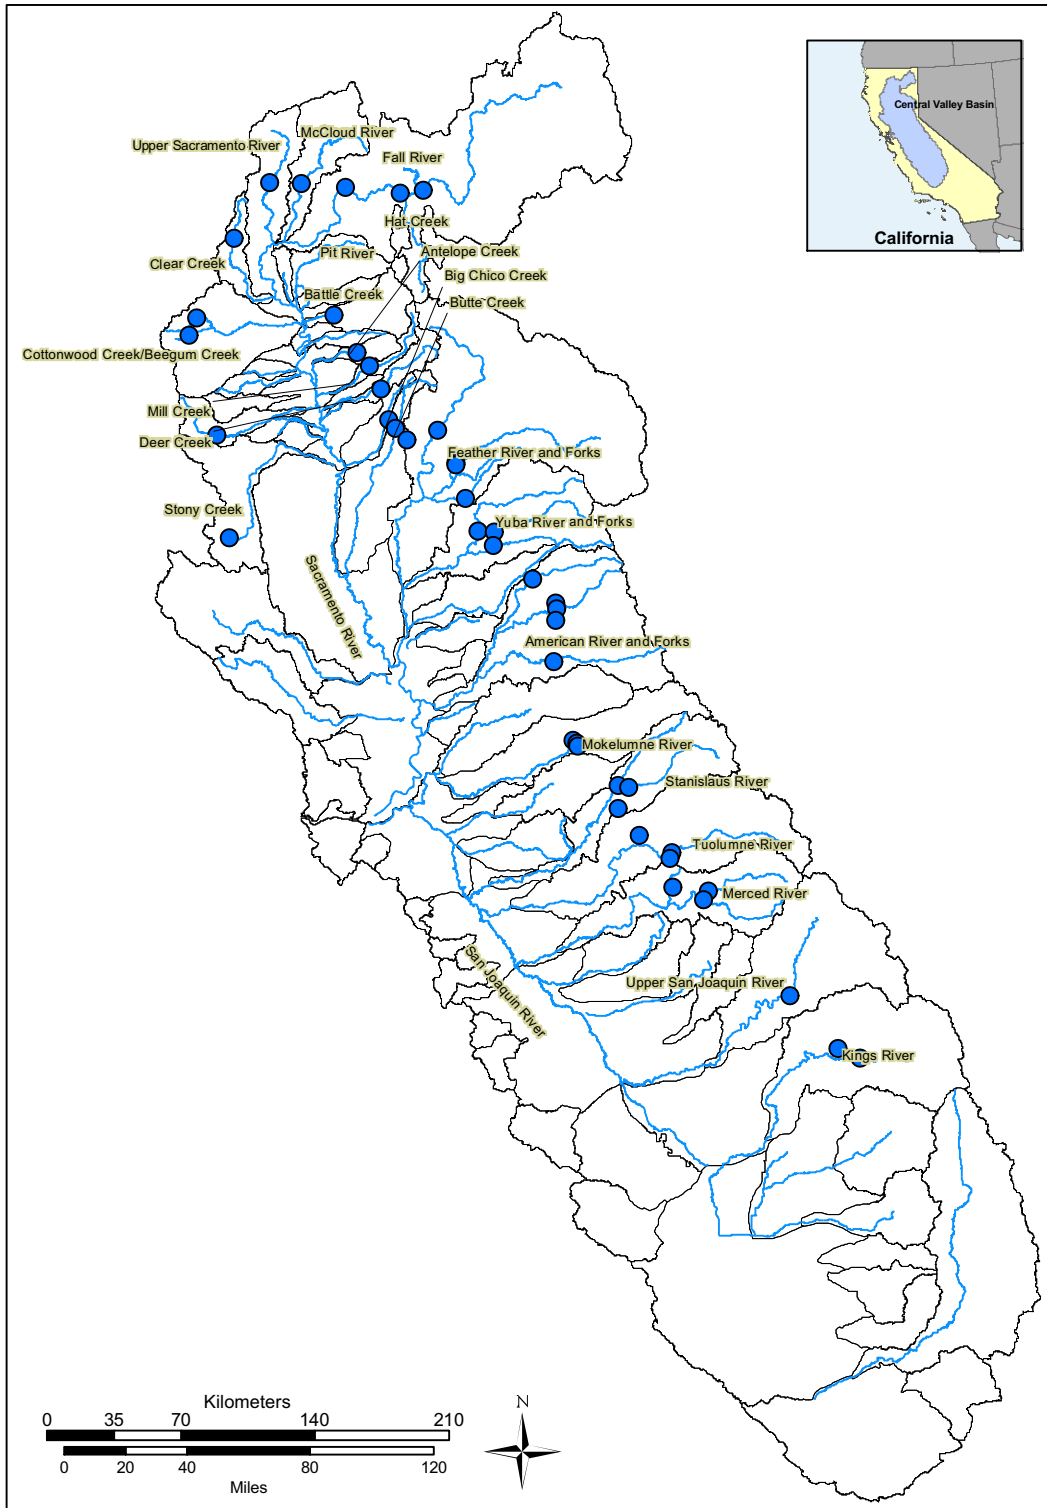 Central Valley Basin
California
McCloud River
Upper Sacramento River
Fall River
Hat Creek
Pit River
Antelope Creek
Clear Creek
Big Chico Creek
Battle Creek
Butte Creek
Cottonwood Creek/Beegum Creek
Mill Creek
Deer Creek
Feather River and Forks
Stony Creek
Yuba River and Forks
Sacramento River
American River and Forks
Mokelumne River
Stanislaus River
Tuolumne River
Merced River
San Joaquin River
Upper San Joaquin River
Kings River
Kilometers
0 35 70 140 210
0 20 40 80 120
Miles
N